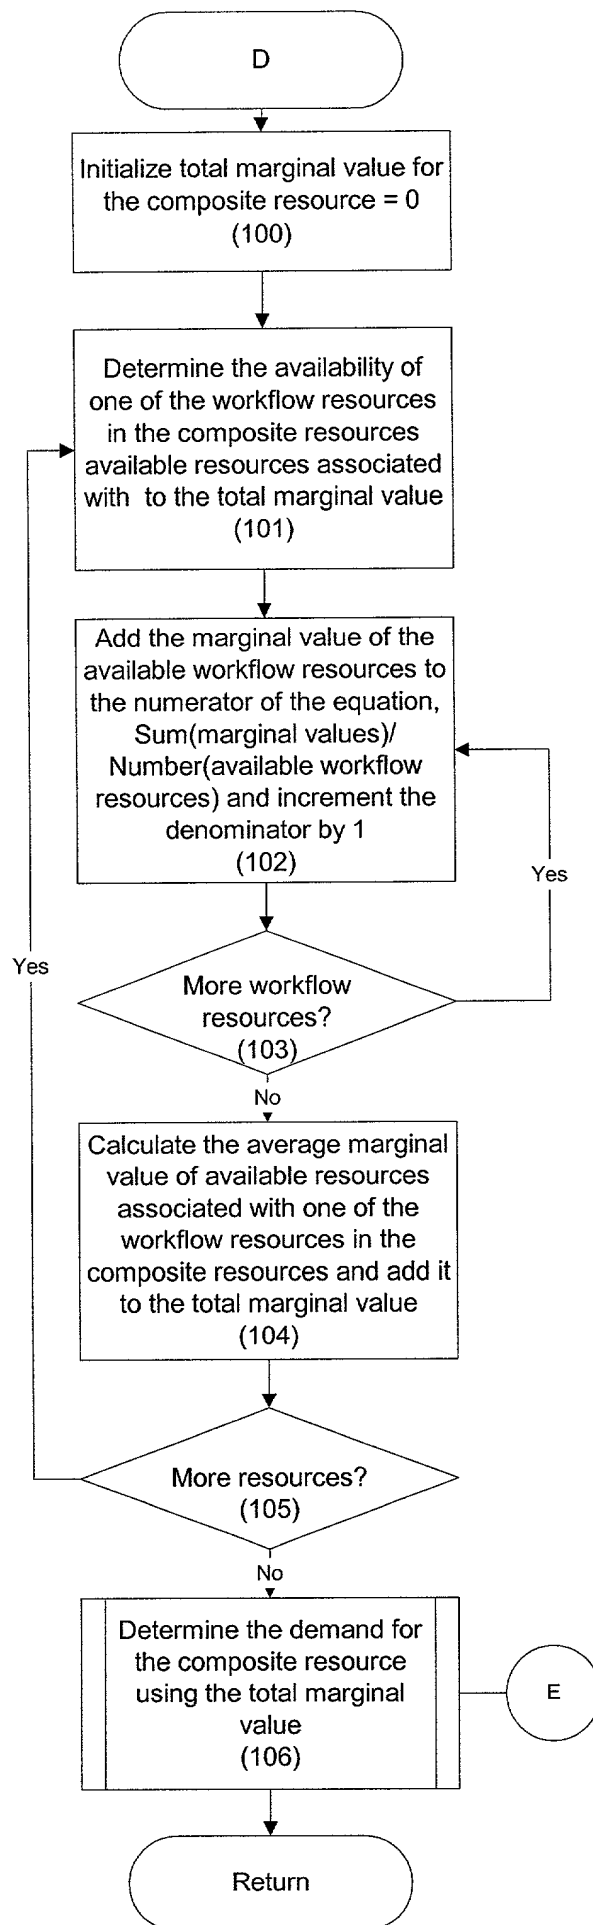 D
Initialize total marginal value for
the composite resource = 0
(100)
Determine the availability of
one of the workflow resources
in the composite resources
available resources associated
with to the total marginal value
(101)
Add the marginal value of the
available workflow resources to
the numerator of the equation,
Sum(marginal values)/
Number(available workflow
resources) and increment the
denominator by 1
(102)
Yes
Yes
More workflow
resources?
(103)
No
Calculate the average marginal
value of available resources
associated with one of the
workflow resources in the
composite resources and add it
to the total marginal value
(104)
More resources?
(105)
No
Determine the demand for
the composite resource
using the total marginal
value
(106)
E
Return